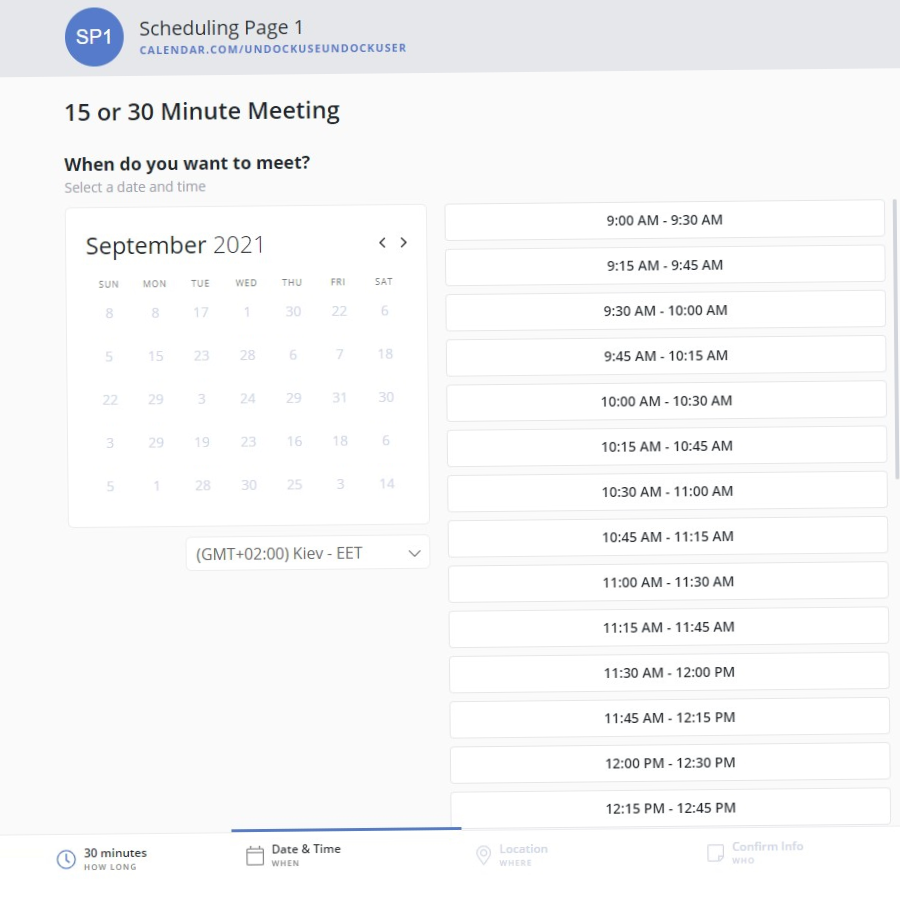 SP1
Scheduling Page 1
CALENDAR.COM/UNDOCKUSEUNDOCKUSER
15 or 30 Minute Meeting
When do you want to meet?
Select a date and time
September 2021
SUN MON TUE WED THU FRI SAT
8 8 17 1 30 22 6
5 15 23 28 6 7 18
22 29 3 24 29 31 30
3 29 19 23 16 18 6
5 1 28 30 25 3 14
(GMT+02:00) Kiev - EET
9:00 AM - 9:30 AM
9:15 AM - 9:45 AM
9:30 AM - 10:00 AM
9:45 AM - 10:15 AM
10:00 AM - 10:30 AM
10:15 AM - 10:45 AM
10:30 AM - 11:00 AM
10:45 AM - 11:15 AM
11:00 AM - 11:30 AM
11:15 AM - 11:45 AM
11:30 AM - 12:00 PM
11:45 AM - 12:15 PM
12:00 PM - 12:30 PM
12:15 PM - 12:45 PM
30 minutes
HOW LONG
Date & Time
WHEN
Location
WHERE
Confirm Info
WHO